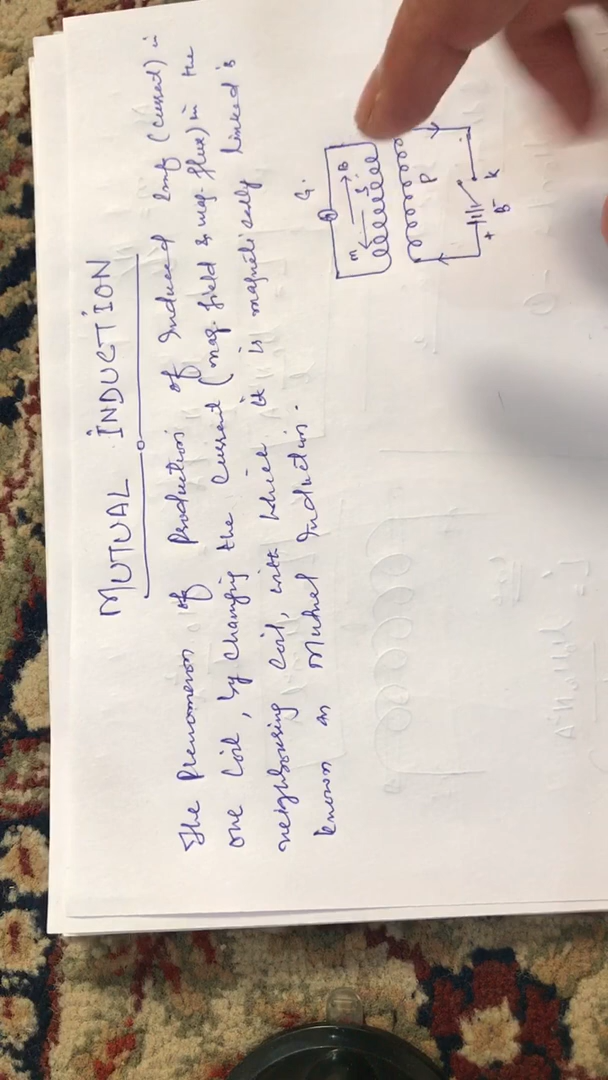 MUTUAL INDUCTION
The Phenomenon of Production of Induced Emf (current) in
one Coil, by changing the current (mag. field & mag. flux) in the
neighbouring Coil, with which it is magnetically linked is
known as Mutual Induction.
G.
m S B
P
+ B - K